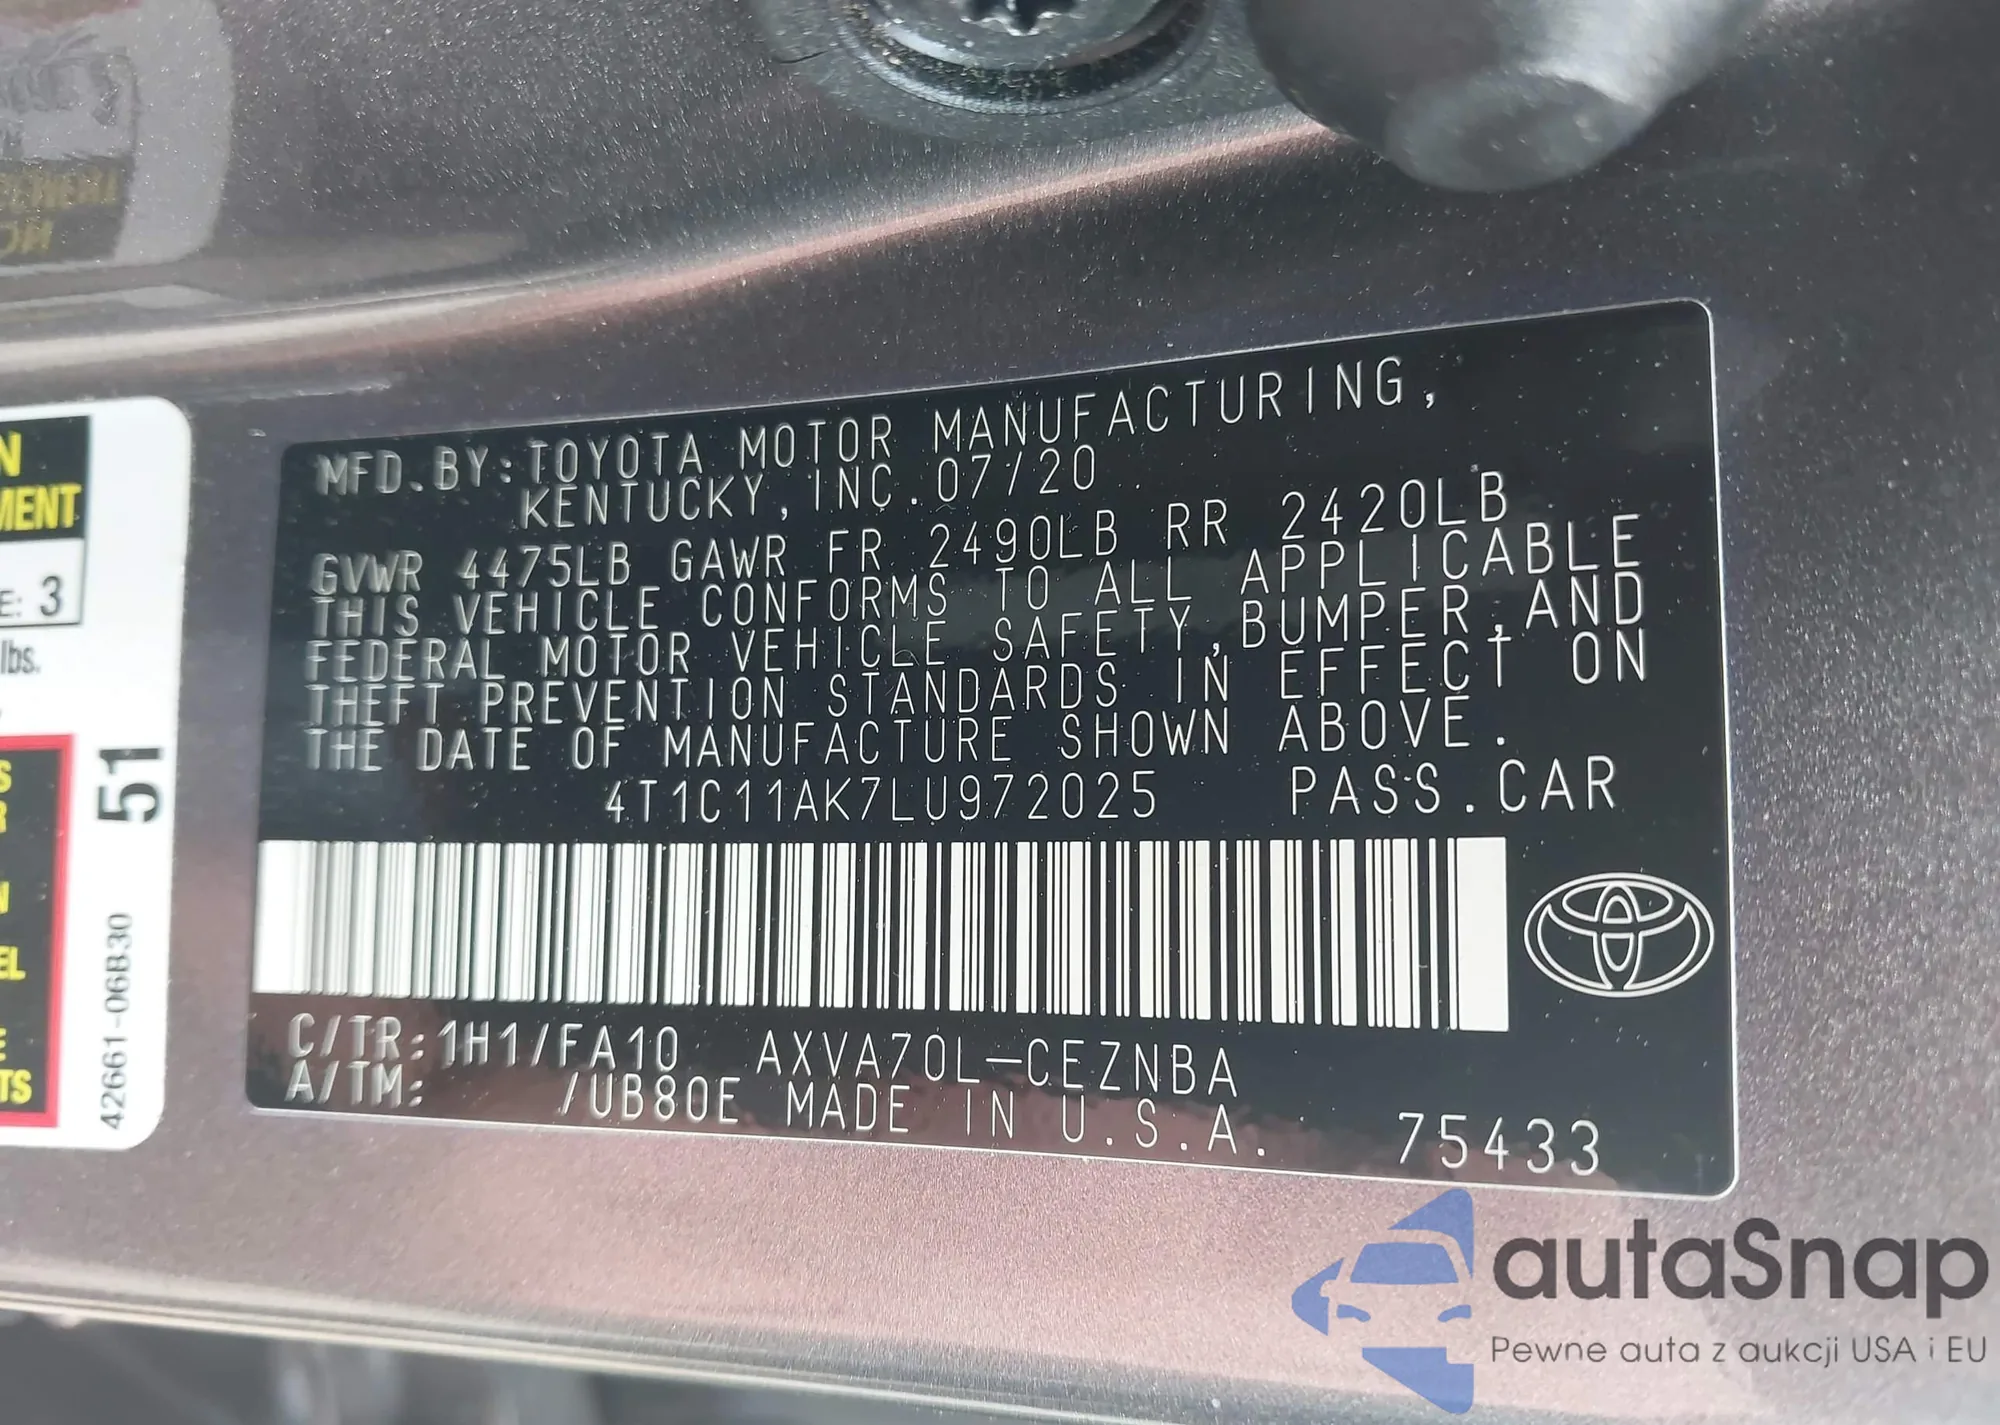 MFD. BY: TOYOTA MOTOR MANUFACTURING,
KENTUCKY, INC. 07/20
GVWR 4475LB GAWR FR 2490LB RR 2420LB
THIS VEHICLE CONFORMS TO ALL APPLICABLE
FEDERAL MOTOR VEHICLE SAFETY, BUMPER, AND
THEFT PREVENTION STANDARDS IN EFFECT ON
THE DATE OF MANUFACTURE SHOWN ABOVE.
4T1C11AK7LU972025 PASS. CAR
C/TR: 1H1/FA10 AXVA70L-CEZNBA
A/TM: /UB80E MADE IN U.S.A. 75433
E: 3
lbs.
51
42661-06B30
autaSnap
Pewne auta z aukcji USA i EU